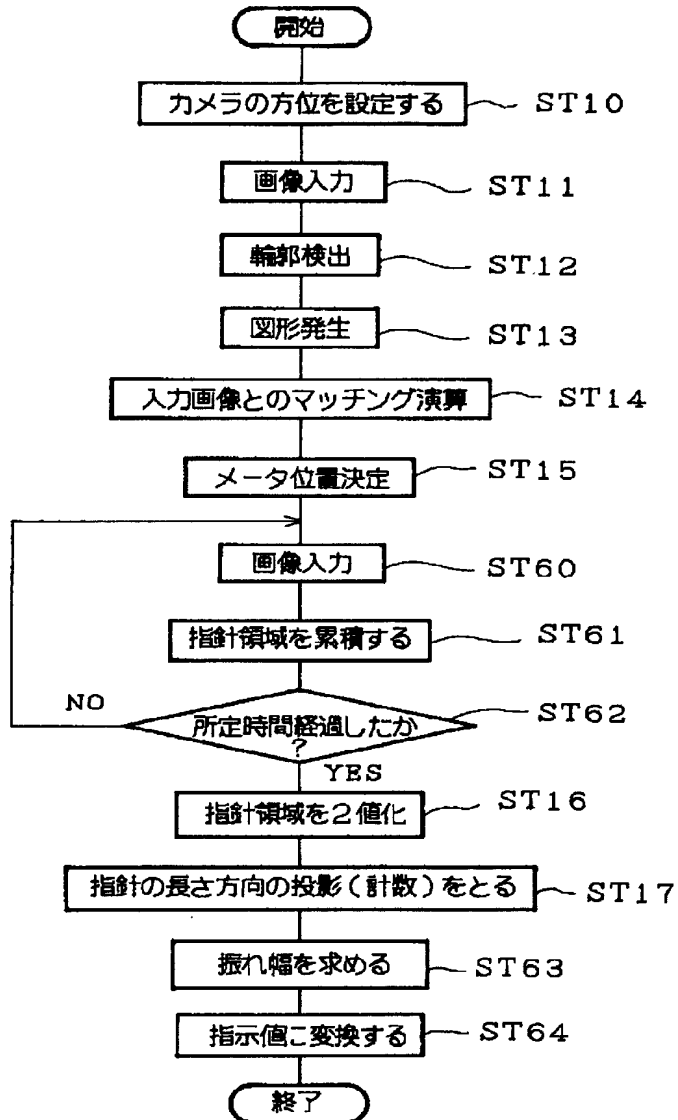 開始
カメラの方位を設定する ST10
画像入力 ST11
輪郭検出 ST12
図形発生 ST13
入力画像とのマッチング演算 ST14
メータ位置決定 ST15
画像入力 ST60
指針領域を累積する ST61
NO
所定時間経過したか ST62
?
YES
指針領域を2値化 ST16
指針の長さ方向の投影(計数)をとる ST17
振れ幅を求める ST63
指示値に変換する ST64
終了